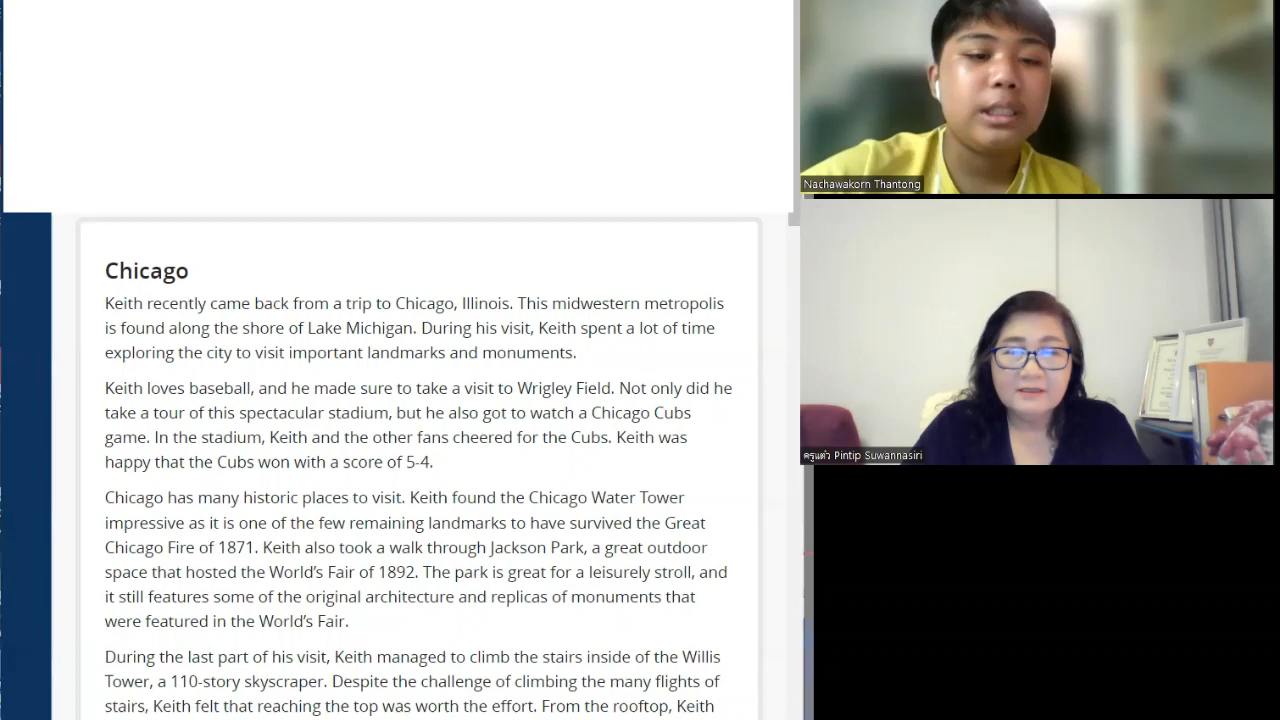 Chicago
Keith recently came back from a trip to Chicago, Illinois. This midwestern metropolis
is found along the shore of Lake Michigan. During his visit, Keith spent a lot of time
exploring the city to visit important landmarks and monuments.
Keith loves baseball, and he made sure to take a visit to Wrigley Field. Not only did he
take a tour of this spectacular stadium, but he also got to watch a Chicago Cubs
game. In the stadium, Keith and the other fans cheered for the Cubs. Keith was
happy that the Cubs won with a score of 5-4.
Chicago has many historic places to visit. Keith found the Chicago Water Tower
impressive as it is one of the few remaining landmarks to have survived the Great
Chicago Fire of 1871. Keith also took a walk through Jackson Park, a great outdoor
space that hosted the World’s Fair of 1892. The park is great for a leisurely stroll, and
it still features some of the original architecture and replicas of monuments that
were featured in the World’s Fair.
During the last part of his visit, Keith managed to climb the stairs inside of the Willis
Tower, a 110-story skyscraper. Despite the challenge of climbing the many flights of
stairs, Keith felt that reaching the top was worth the effort. From the rooftop, Keith
Nachawakorn Thantong
ครูแต๋ว Pintip Suwannasiri